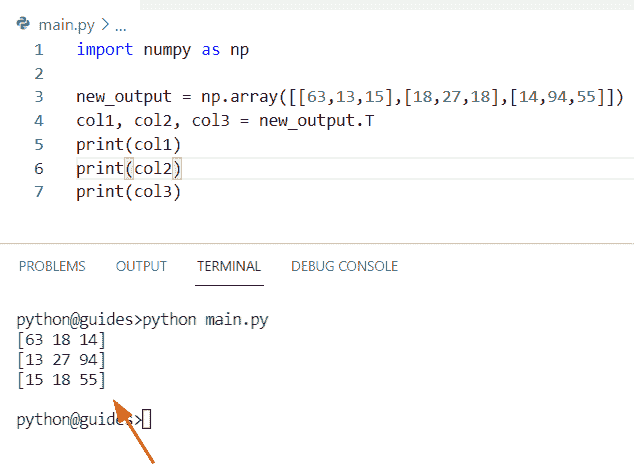 main.py > ...
1 import numpy as np
2
3 new_output = np.array([[63,13,15],[18,27,18],[14,94,55]])
4 col1, col2, col3 = new_output.T
5 print(col1)
6 print(col2)
7 print(col3)
PROBLEMS OUTPUT TERMINAL DEBUG CONSOLE
python@guides>python main.py
[63 18 14]
[13 27 94]
[15 18 55]
python@guides>